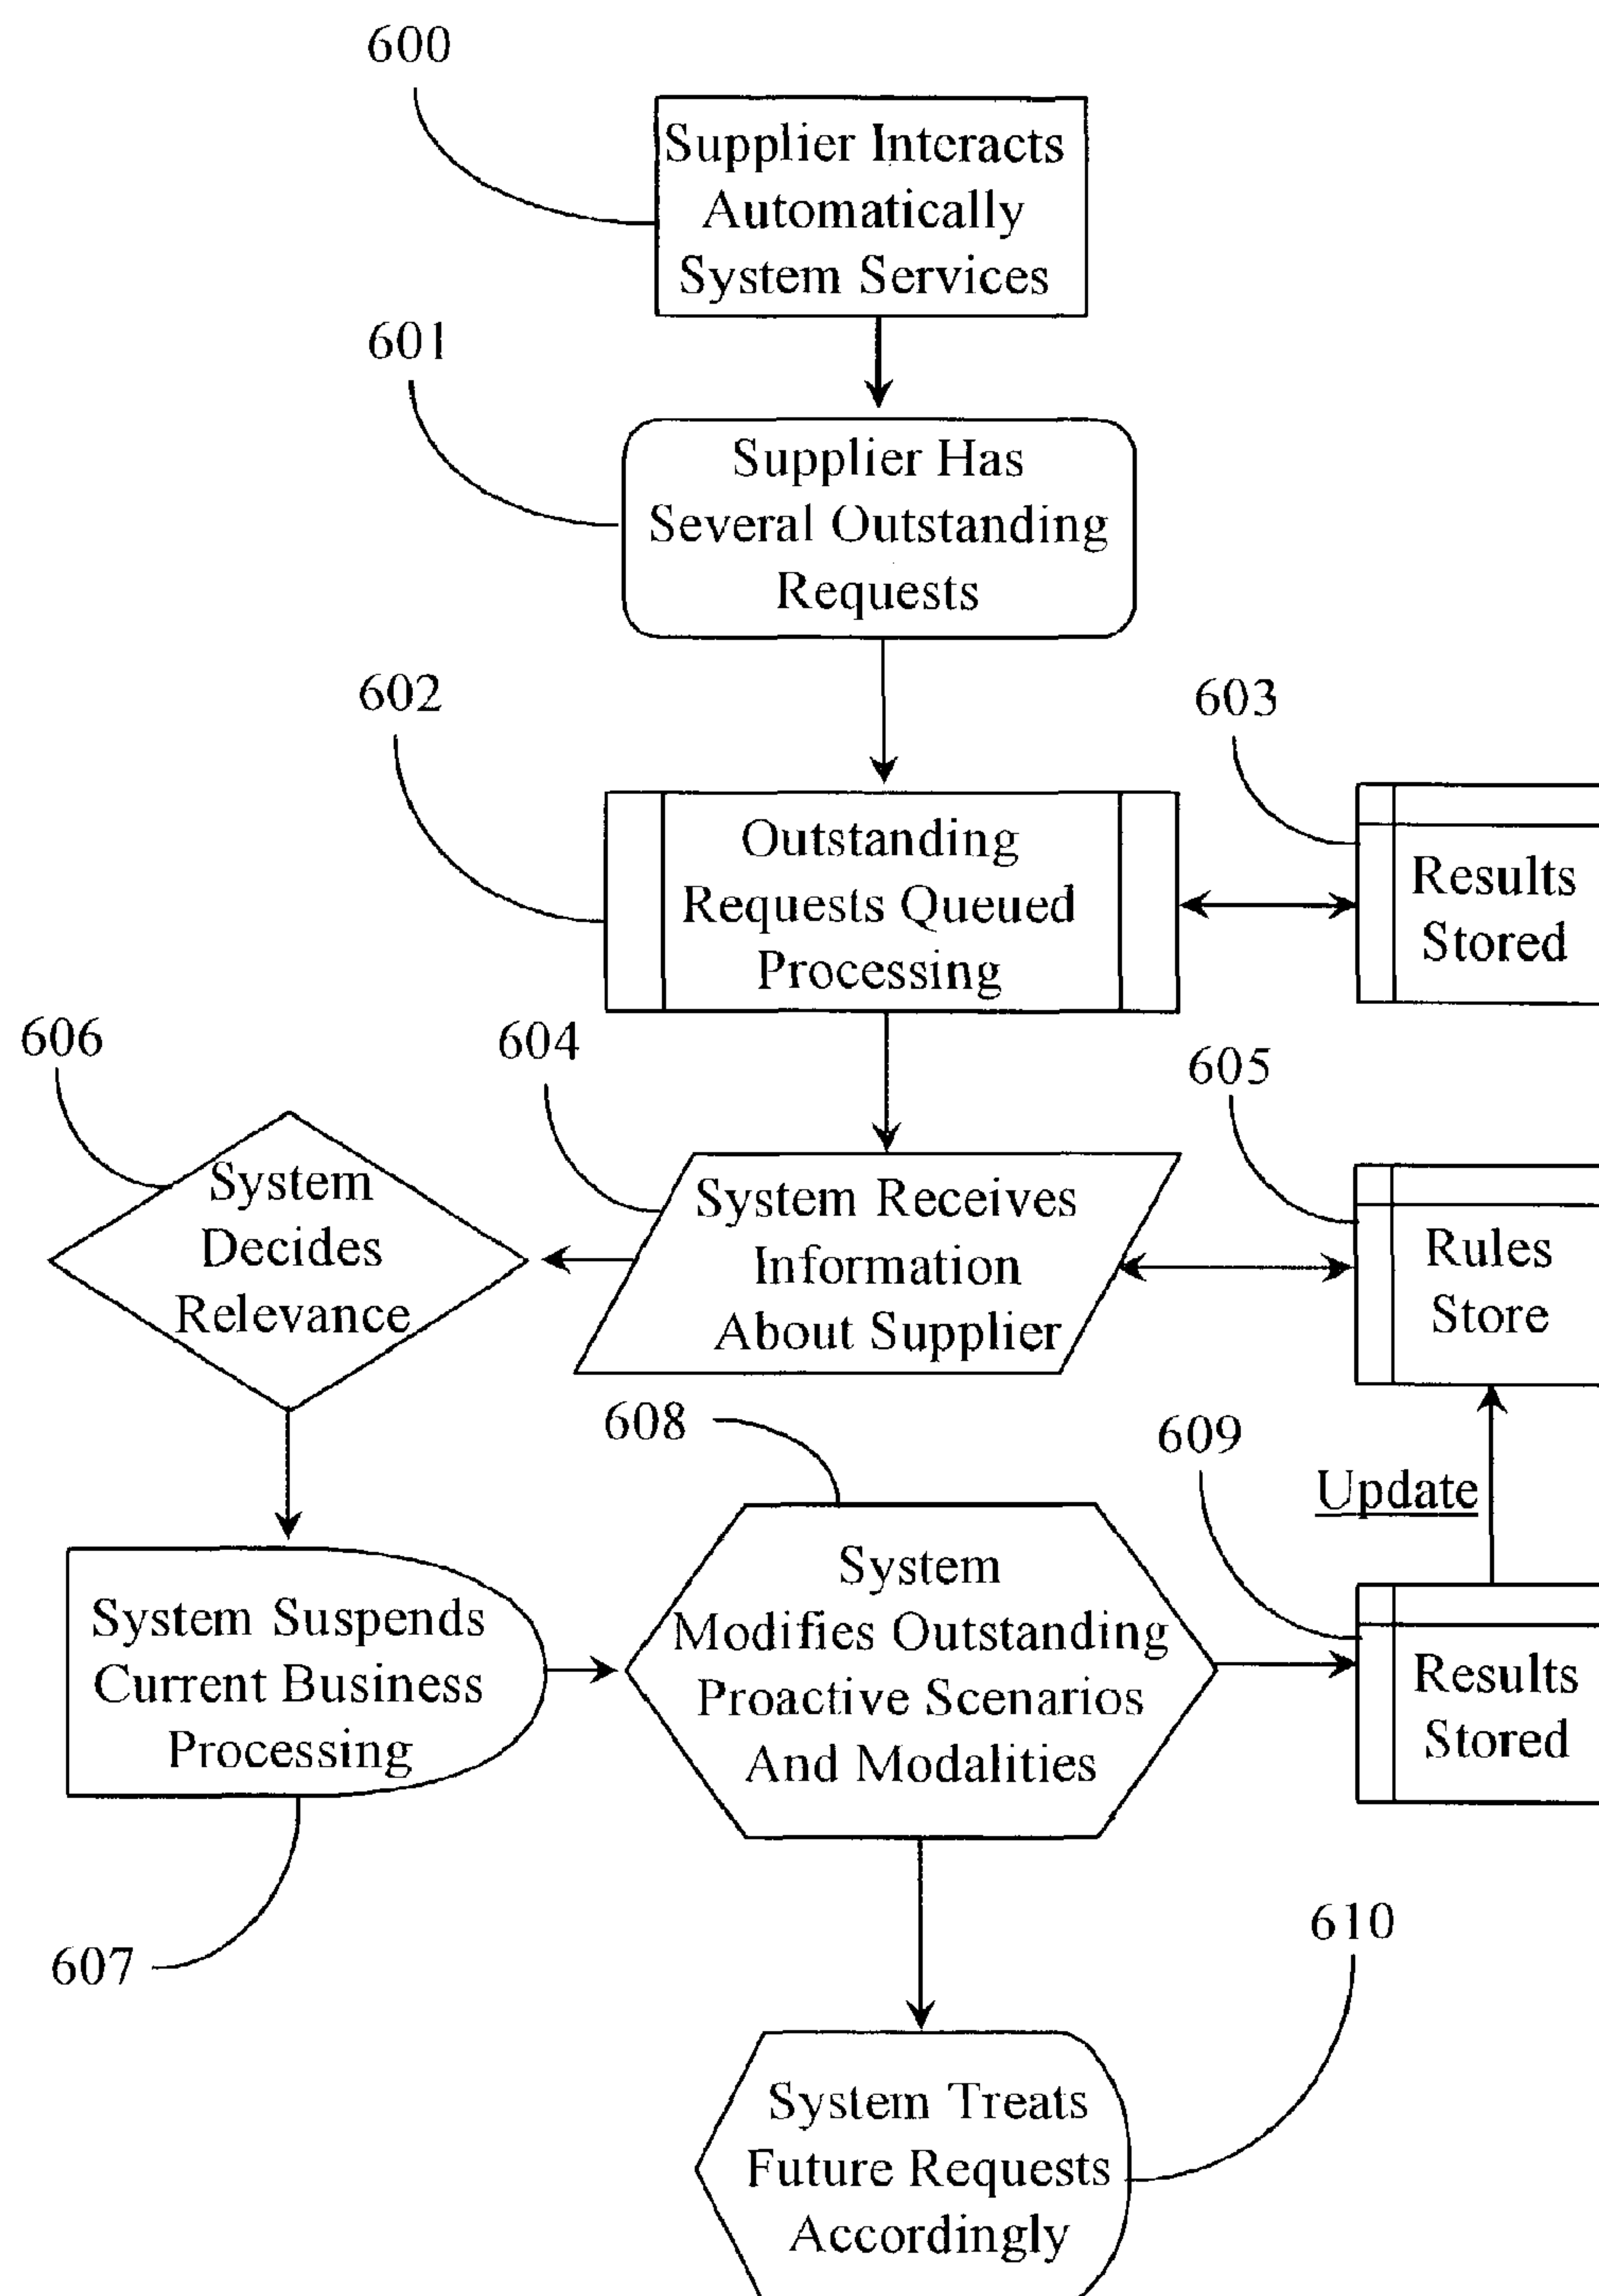 600
Supplier Interacts
Automatically
System Services
601
Supplier Has
Several Outstanding
Requests
602
Outstanding
Requests Queued
Processing
603
Results
Stored
606
System
Decides
Relevance
604
System Receives
Information
About Supplier
605
Rules
Store
608
System
Modifies Outstanding
Proactive Scenarios
And Modalities
609
Update
Results
Stored
System Suspends
Current Business
Processing
607
610
System Treats
Future Requests
Accordingly